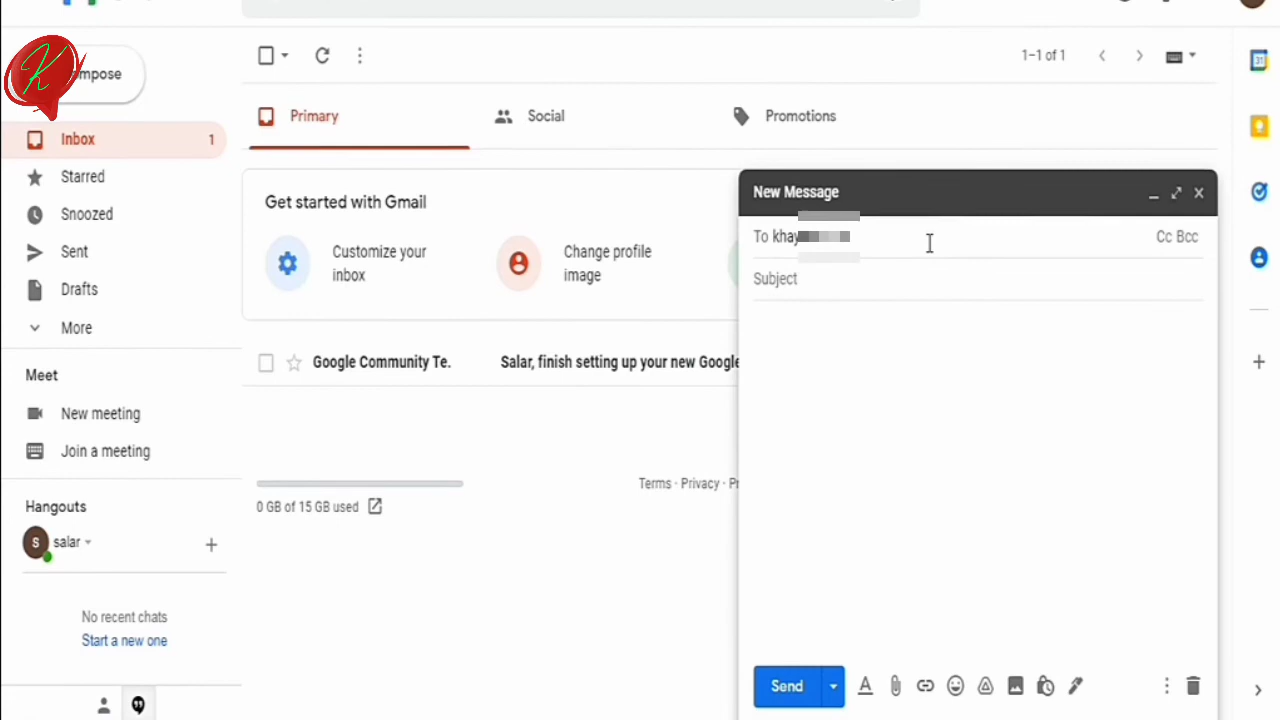 K
mpose
1–1 of 1
Primary
Social
Promotions
Inbox
1
Starred
Snoozed
Sent
Drafts
More
Meet
New meeting
Join a meeting
Hangouts
S
salar
No recent chats
Start a new one
Get started with Gmail
Customize your
inbox
Change profile
image
Google Community Te.
Salar, finish setting up your new Google
Terms · Privacy · Pr
0 GB of 15 GB used
New Message
To khay
Cc Bcc
Subject
Send
31